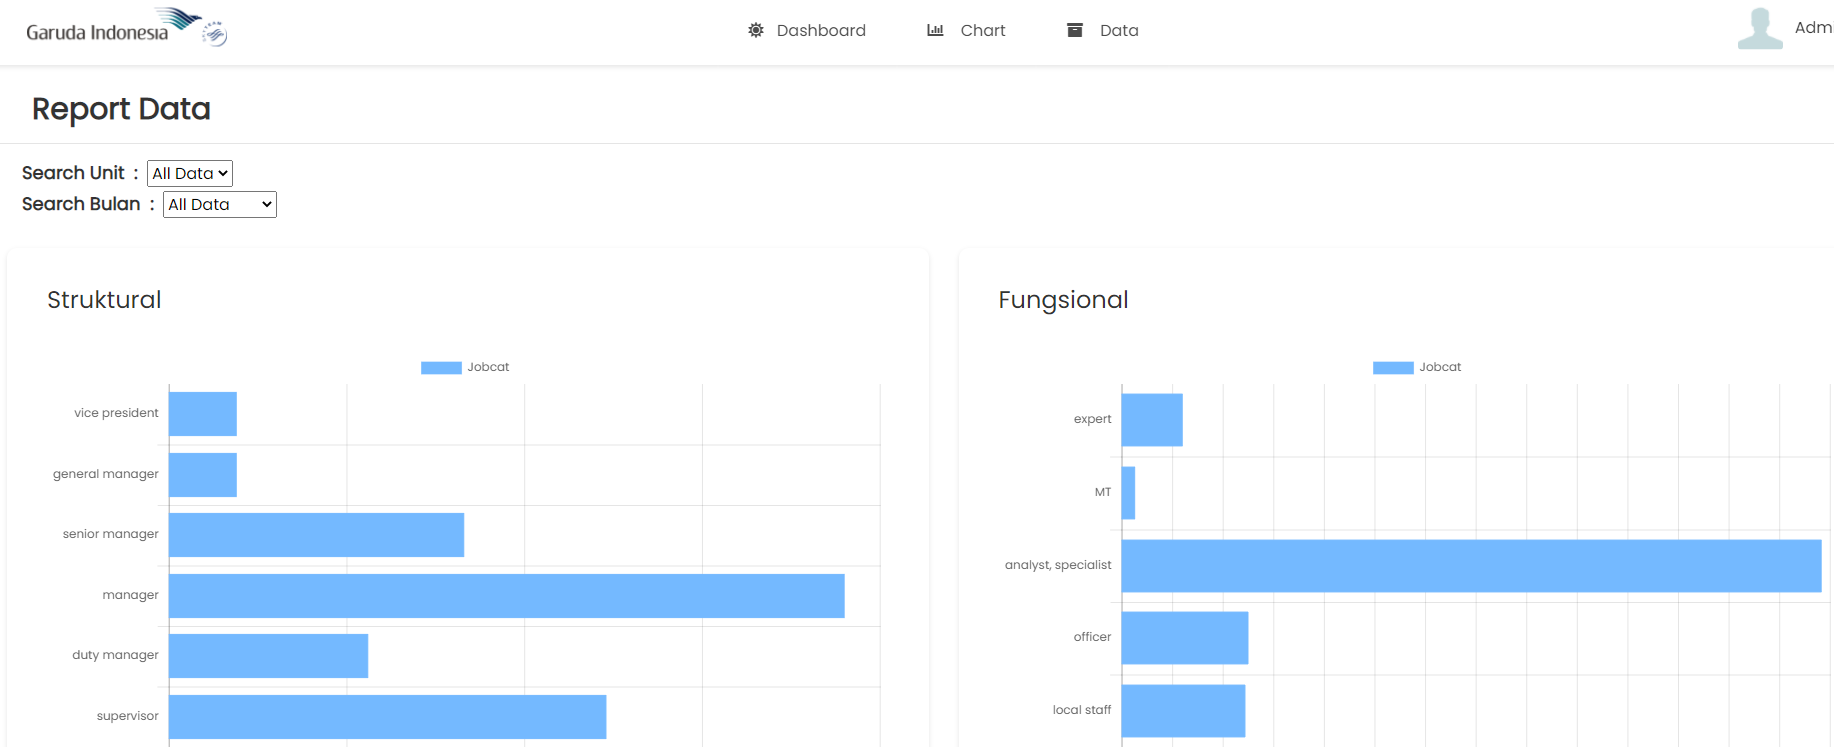 Garuda Indonesia
Dashboard
Chart
Data
Adm
Report Data
Search Unit : All Data
Search Bulan : All Data
Struktural
Jobcat
vice president
general manager
senior manager
manager
duty manager
supervisor
Fungsional
Jobcat
expert
MT
analyst, specialist
officer
local staff